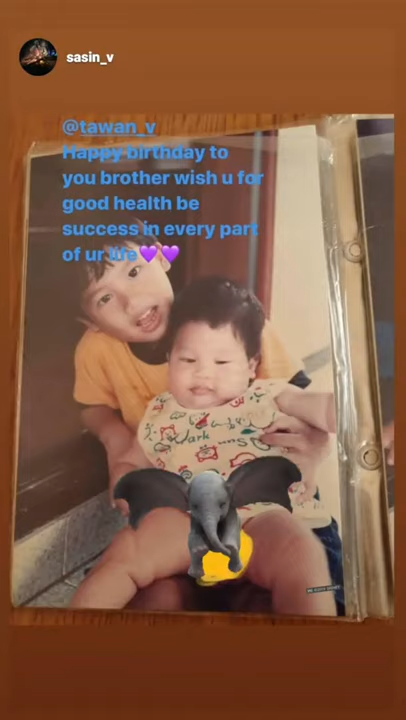 sasin_v
@tawan_v
Happy birthday to
you brother wish u for
good health be
success in every part
of ur life💜💜